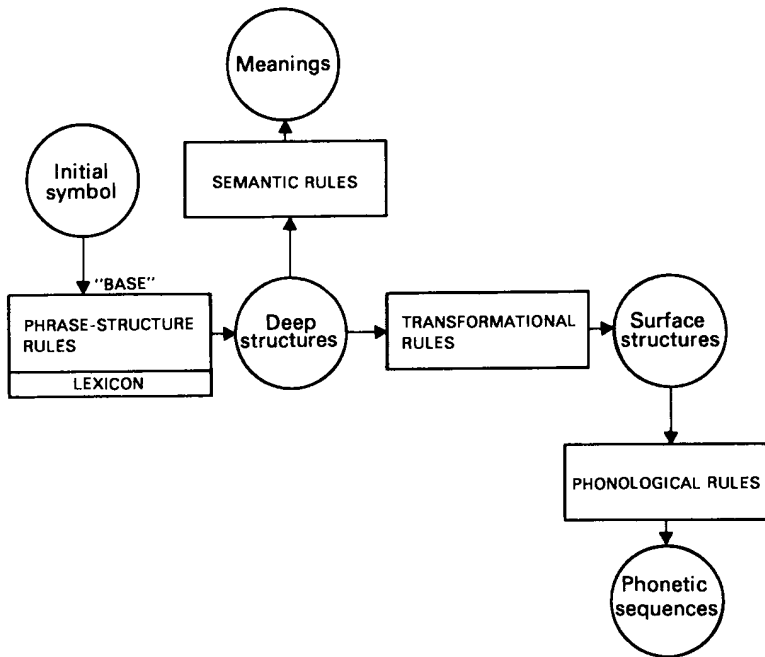 Meanings
Initial
symbol
SEMANTIC RULES
"BASE"
PHRASE-STRUCTURE
RULES
LEXICON
Deep
structures
TRANSFORMATIONAL
RULES
Surface
structures
PHONOLOGICAL RULES
Phonetic
sequences